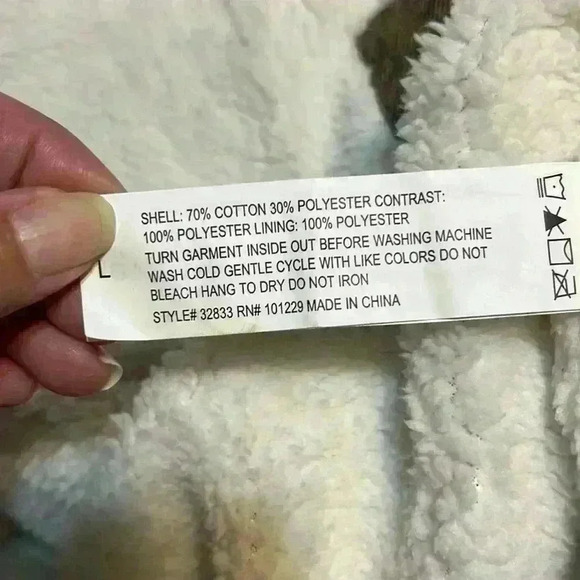 SHELL: 70% COTTON 30% POLYESTER CONTRAST:
100% POLYESTER LINING: 100% POLYESTER
TURN GARMENT INSIDE OUT BEFORE WASHING MACHINE
WASH COLD GENTLE CYCLE WITH LIKE COLORS DO NOT
BLEACH HANG TO DRY DO NOT IRON
STYLE# 32833 RN# 101229 MADE IN CHINA
L